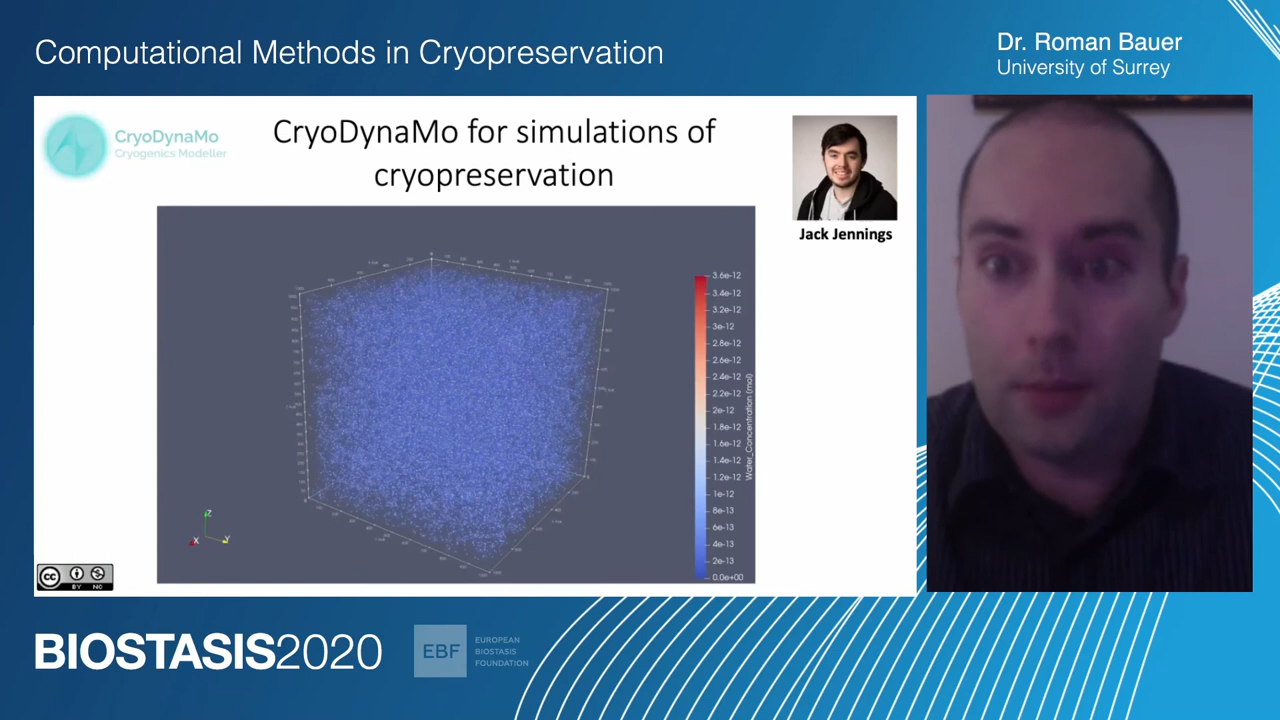 Computational Methods in Cryopreservation
Dr. Roman Bauer
University of Surrey
CryoDynaMo
Cryogenics Modeller
CryoDynaMo for simulations of
cryopreservation
Jack Jennings
3.6e-12
3.4e-12
3.2e-12
3e-12
2.8e-12
2.6e-12
2.4e-12
2.2e-12
2e-12
1.8e-12
1.6e-12
1.4e-12
1.2e-12
1e-12
8e-13
6e-13
4e-13
2e-13
0.0e+00
Water_Concentration (mol)
Z
X
Y
CC
BY NC
BIOSTASIS2020
EBF
EUROPEAN
BIOSTASIS
FOUNDATION